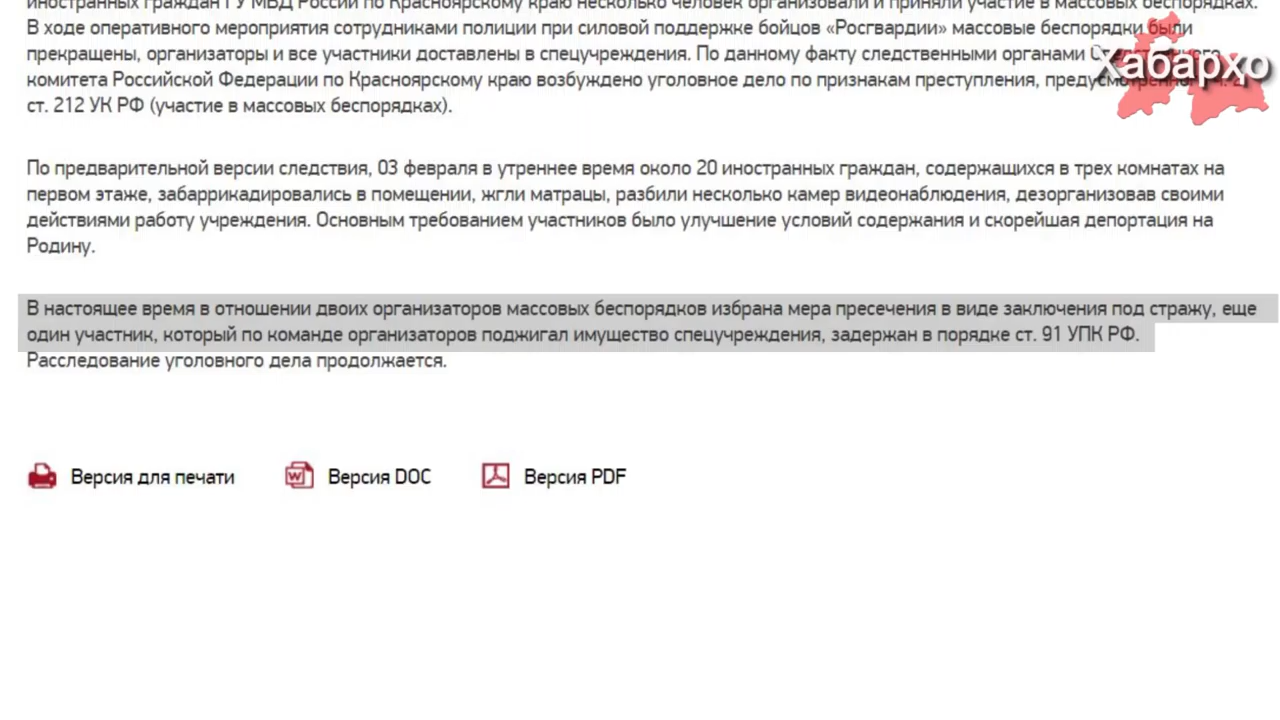 иностранных граждан ГУ МВД России по Красноярскому краю несколько человек организовали и приняли участие в массовых беспорядках.
В ходе оперативного мероприятия сотрудниками полиции при силовой поддержке бойцов «Росгвардии» массовые беспорядки были
прекращены, организаторы и все участники доставлены в спецучреждения. По данному факту следственными органами
Хабарҳо
комитета Российской Федерации по Красноярскому краю возбуждено уголовное дело по признакам преступления,
ст. 212 УК РФ (участие в массовых беспорядках).
По предварительной версии следствия, 03 февраля в утреннее время около 20 иностранных граждан, содержащихся в трех комнатах на
первом этаже, забаррикадировались в помещении, жгли матрацы, разбили несколько камер видеонаблюдения, дезорганизовав своими
действиями работу учреждения. Основным требованием участников было улучшение условий содержания и скорейшая депортация на
Родину.
В настоящее время в отношении двоих организаторов массовых беспорядков избрана мера пресечения в виде заключения под стражу, еще
один участник, который по команде организаторов поджигал имущество спецучреждения, задержан в порядке ст. 91 УПК РФ.
Расследование уголовного дела продолжается.
Версия для печати
Версия DOC
Версия PDF